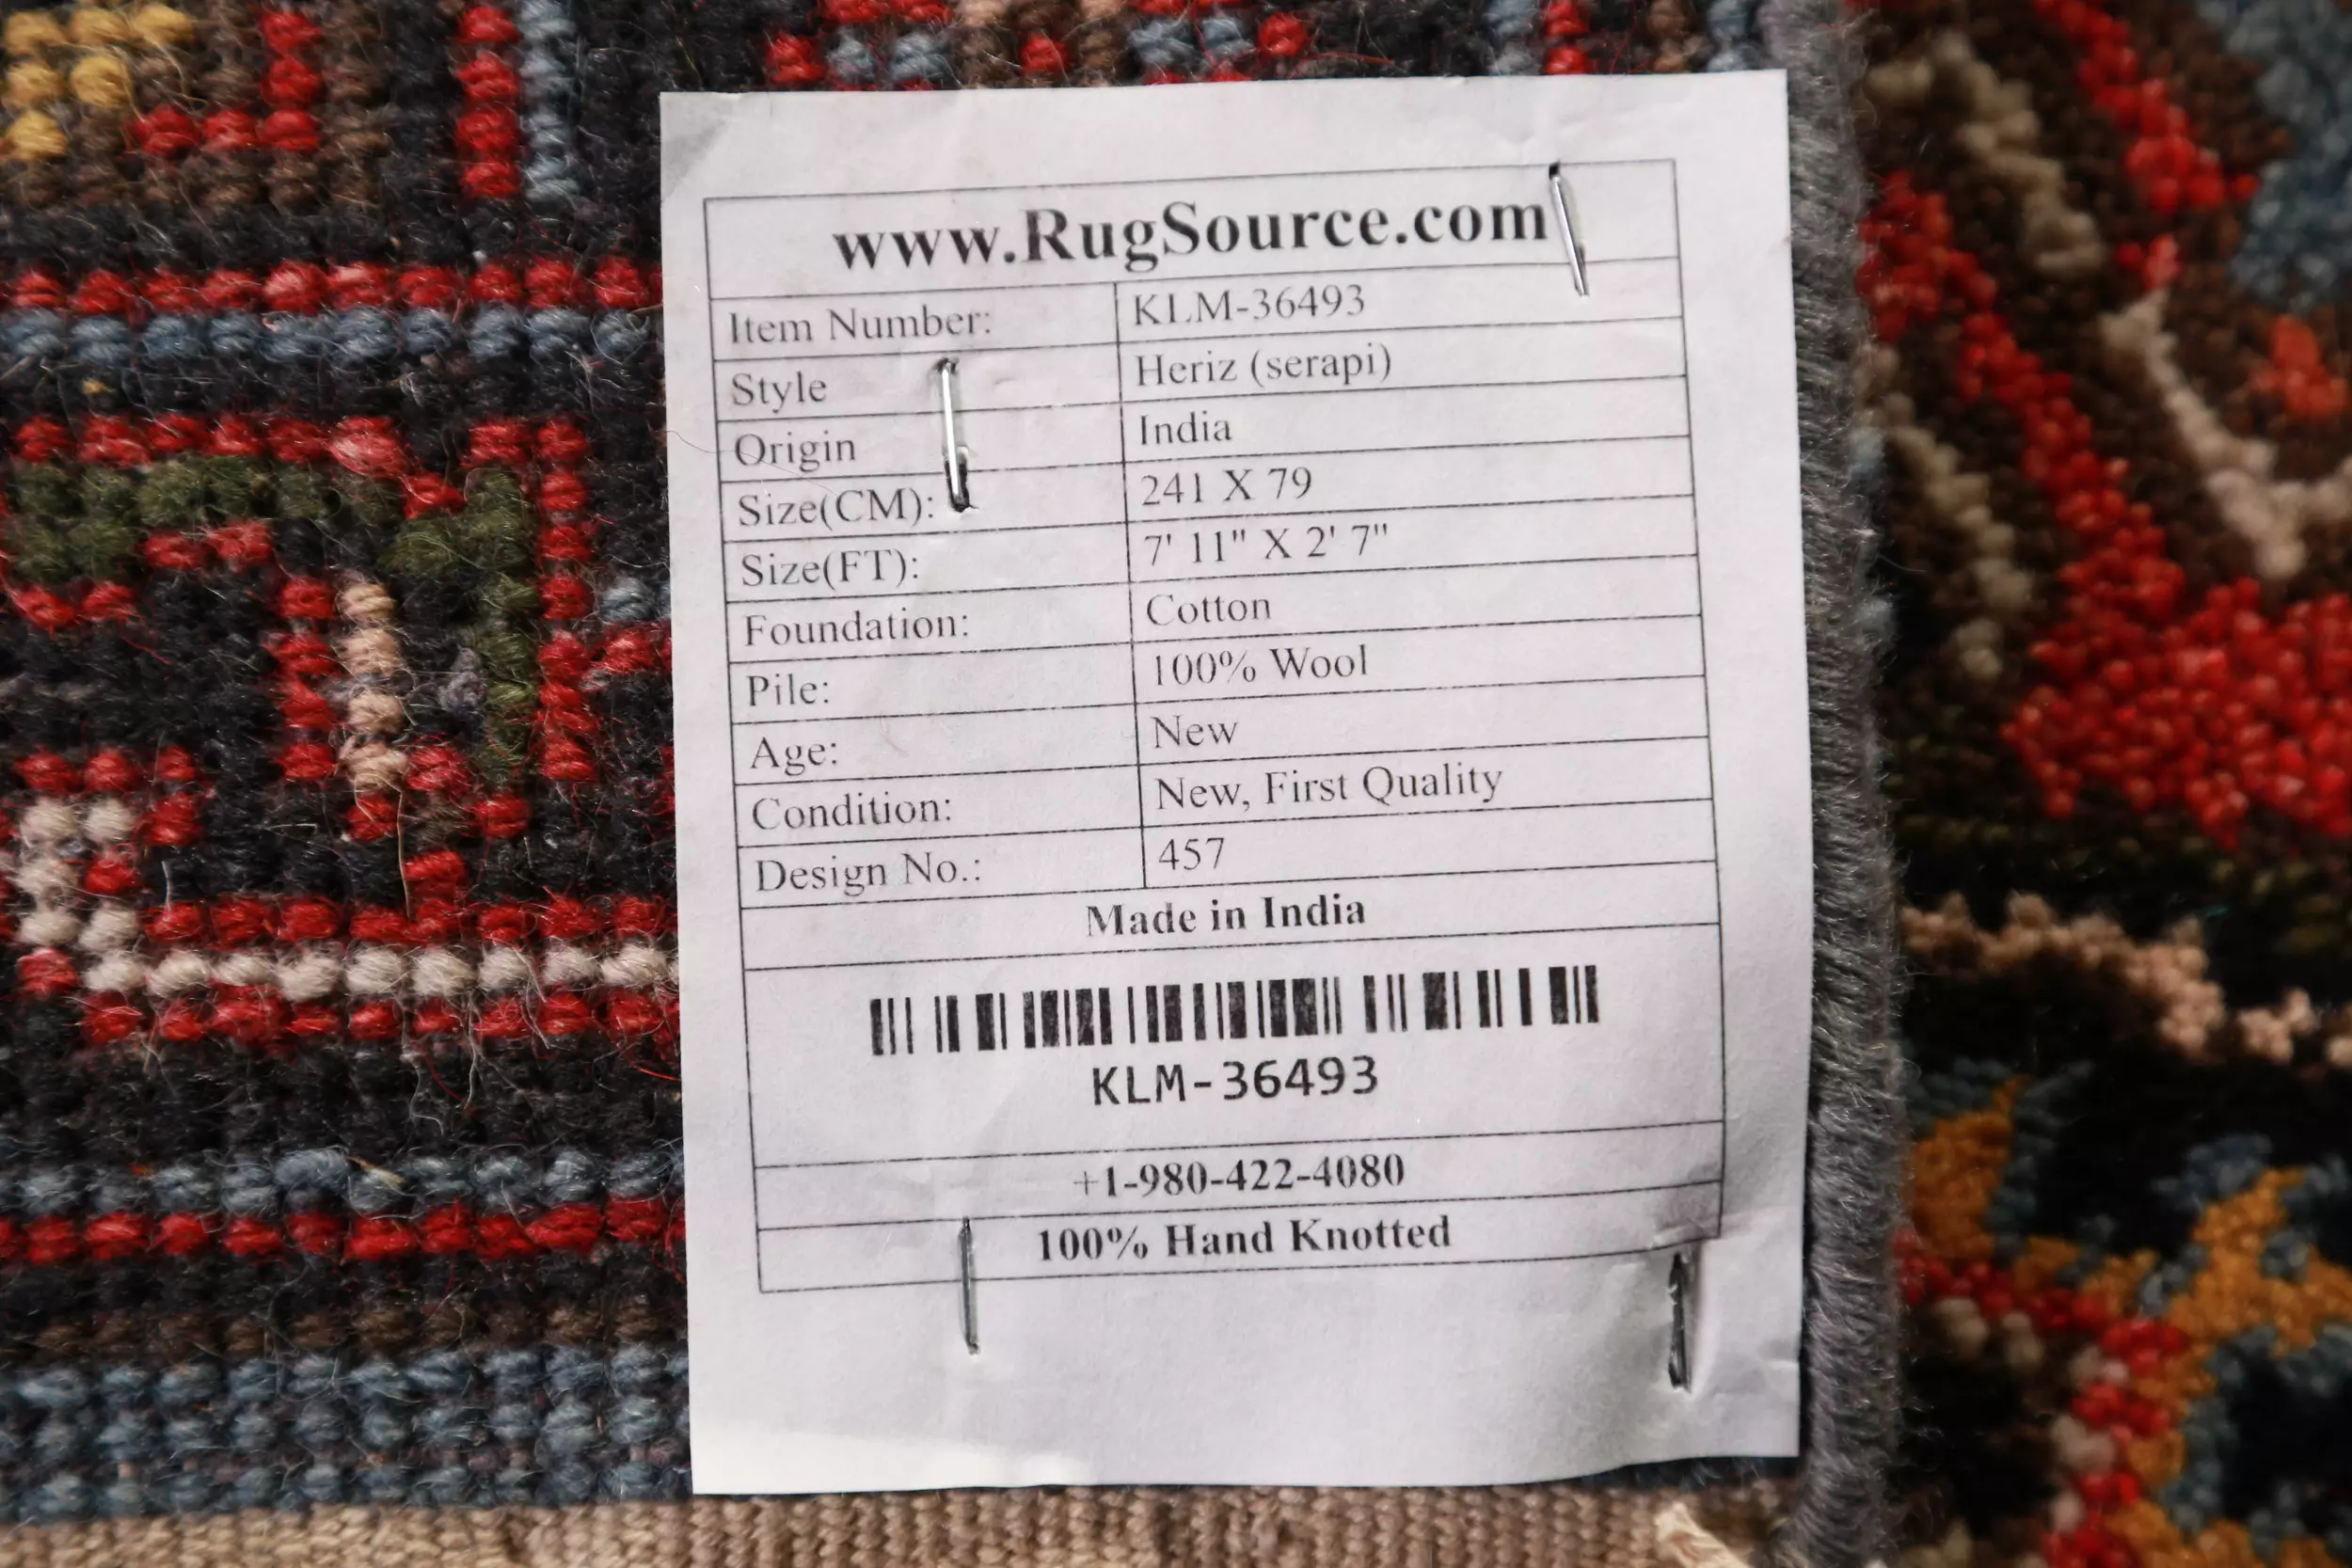 www.RugSource.com
Item Number: KLM-36493
Style Heriz (serapi)
Origin India
Size(CM): 241 X 79
Size(FT): 7' 11" X 2' 7"
Foundation: Cotton
Pile: 100% Wool
Age: New
Condition: New, First Quality
Design No.: 457
Made in India
KLM-36493
+1-980-422-4080
100% Hand Knotted